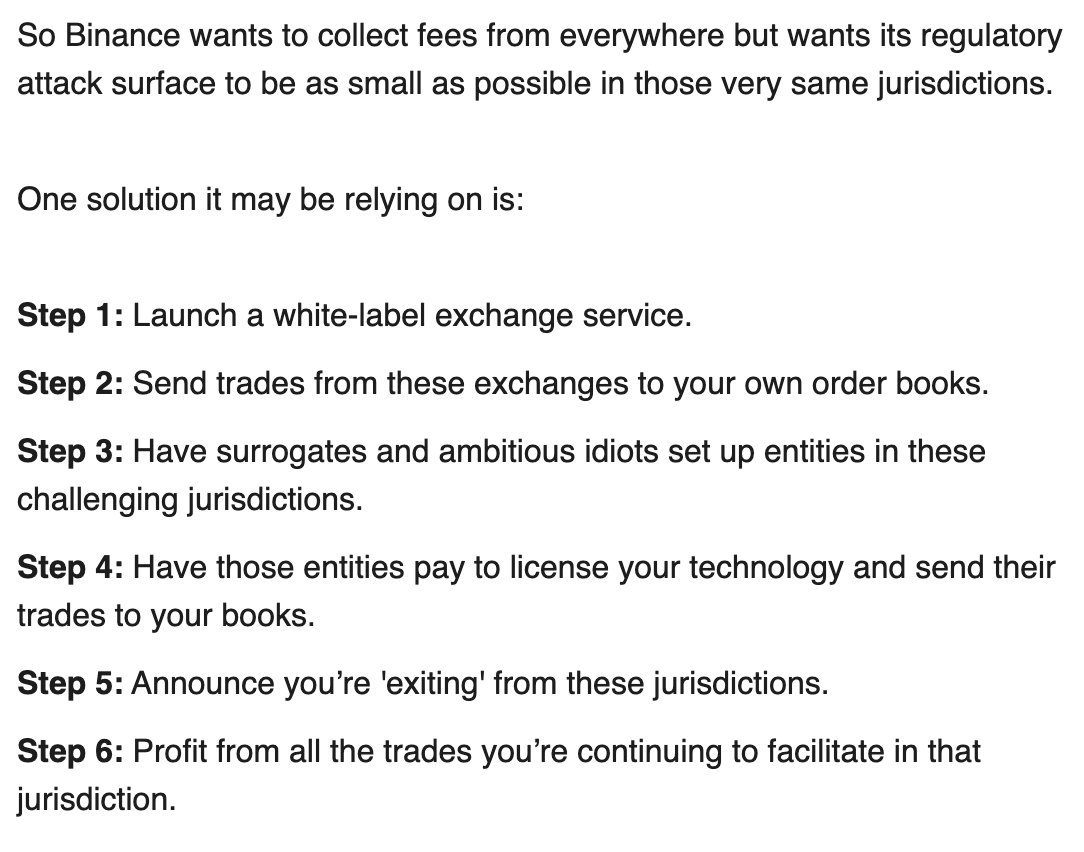 So Binance wants to collect fees from everywhere but wants its regulatory
attack surface to be as small as possible in those very same jurisdictions.
One solution it may be relying on is:
Step 1: Launch a white-label exchange service.
Step 2: Send trades from these exchanges to your own order books.
Step 3: Have surrogates and ambitious idiots set up entities in these
challenging jurisdictions.
Step 4: Have those entities pay to license your technology and send their
trades to your books.
Step 5: Announce you’re 'exiting' from these jurisdictions.
Step 6: Profit from all the trades you’re continuing to facilitate in that
jurisdiction.